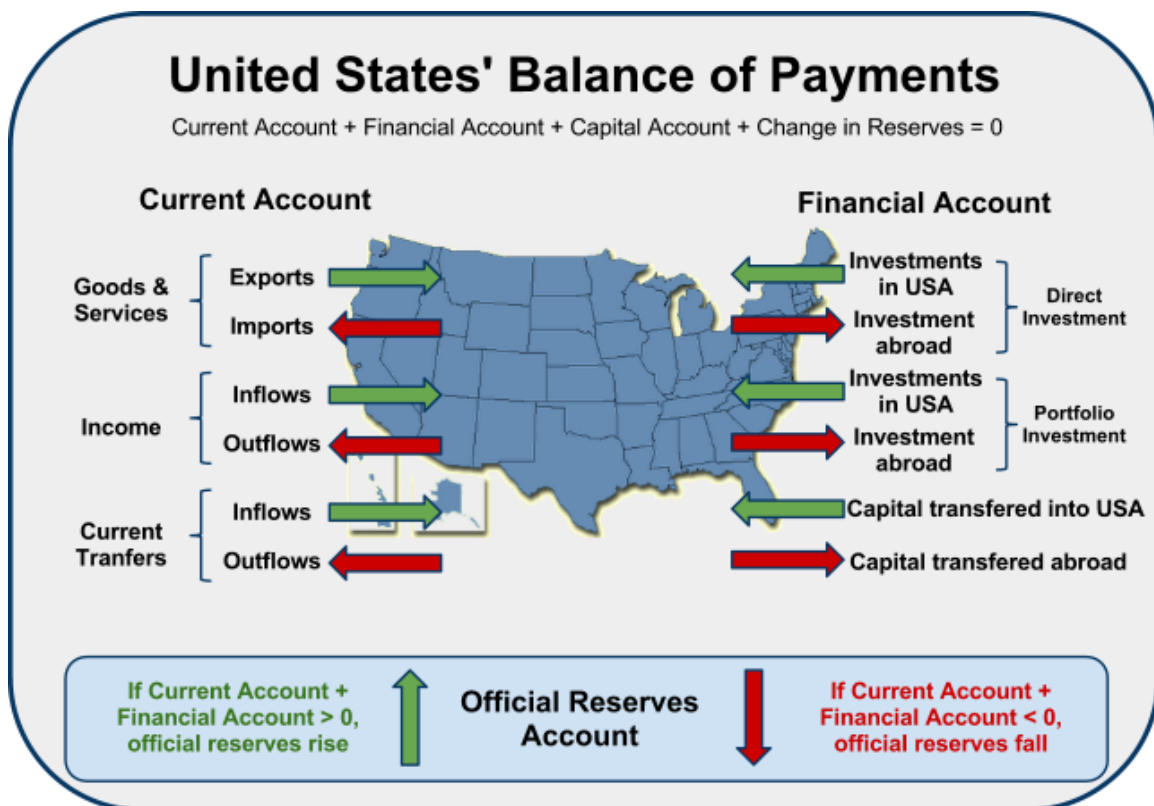 United States' Balance of Payments
Current Account + Financial Account + Capital Account + Change in Reserves = 0
Current Account
Goods &
Services
Exports
Imports
Income
Inflows
Outflows
Current
Tranfers
Inflows
Outflows
Financial Account
Investments
in USA
Investment
abroad
Direct
Investment
Investments
in USA
Investment
abroad
Portfolio
Investment
Capital transfered into USA
Capital transfered abroad
If Current Account +
Financial Account > 0,
official reserves rise
Official Reserves
Account
If Current Account +
Financial Account < 0,
official reserves fall